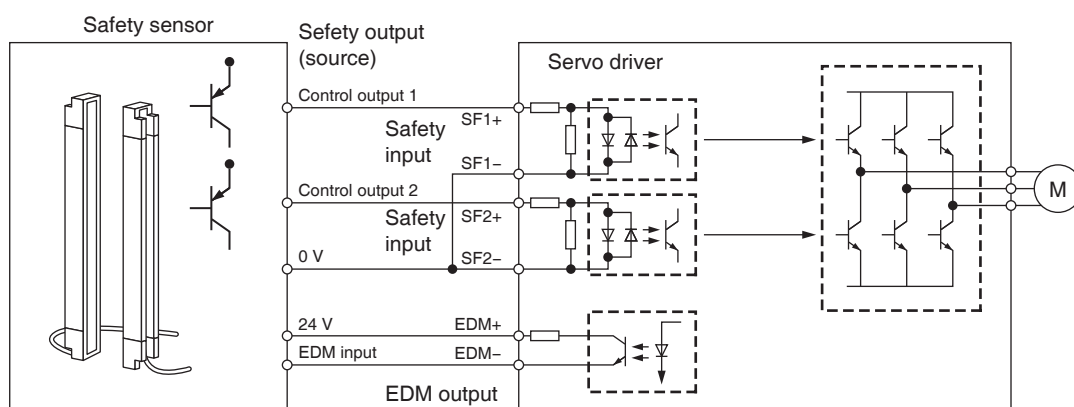 Safety sensor
Sefety output
(source)
Servo driver
Control output 1
SF1+
Safety
input
SF1−
Control output 2
SF2+
Safety
input
0 V
SF2−
M
24 V
EDM+
EDM input
EDM−
EDM output